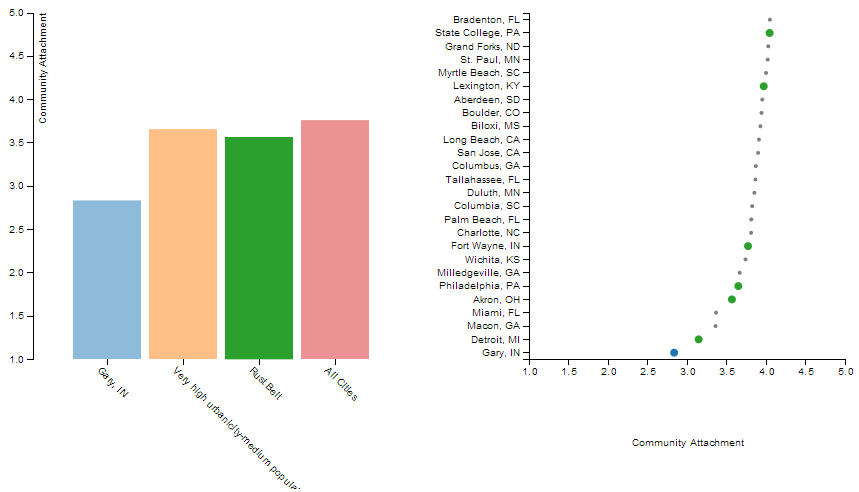 5.0
4.5
4.0
3.5
3.0
2.5
2.0
1.5
1.0
Community Attachment
Gary, IN
Very high urbanicity-medium
Rust Belt
All Cities
Bradenton, FL
State College, PA
Grand Forks, ND
St. Paul, MN
Myrtle Beach, SC
Lexington, KY
Aberdeen, SD
Boulder, CO
Biloxi, MS
Long Beach, CA
San Jose, CA
Columbus, GA
Tallahassee, FL
Duluth, MN
Columbia, SC
Palm Beach, FL
Charlotte, NC
Fort Wayne, IN
Wichita, KS
Milledgeville, GA
Philadelphia, PA
Akron, OH
Miami, FL
Macon, GA
Detroit, MI
Gary, IN
1.0 1.5 2.0 2.5 3.0 3.5 4.0 4.5 5.0
Community Attachment